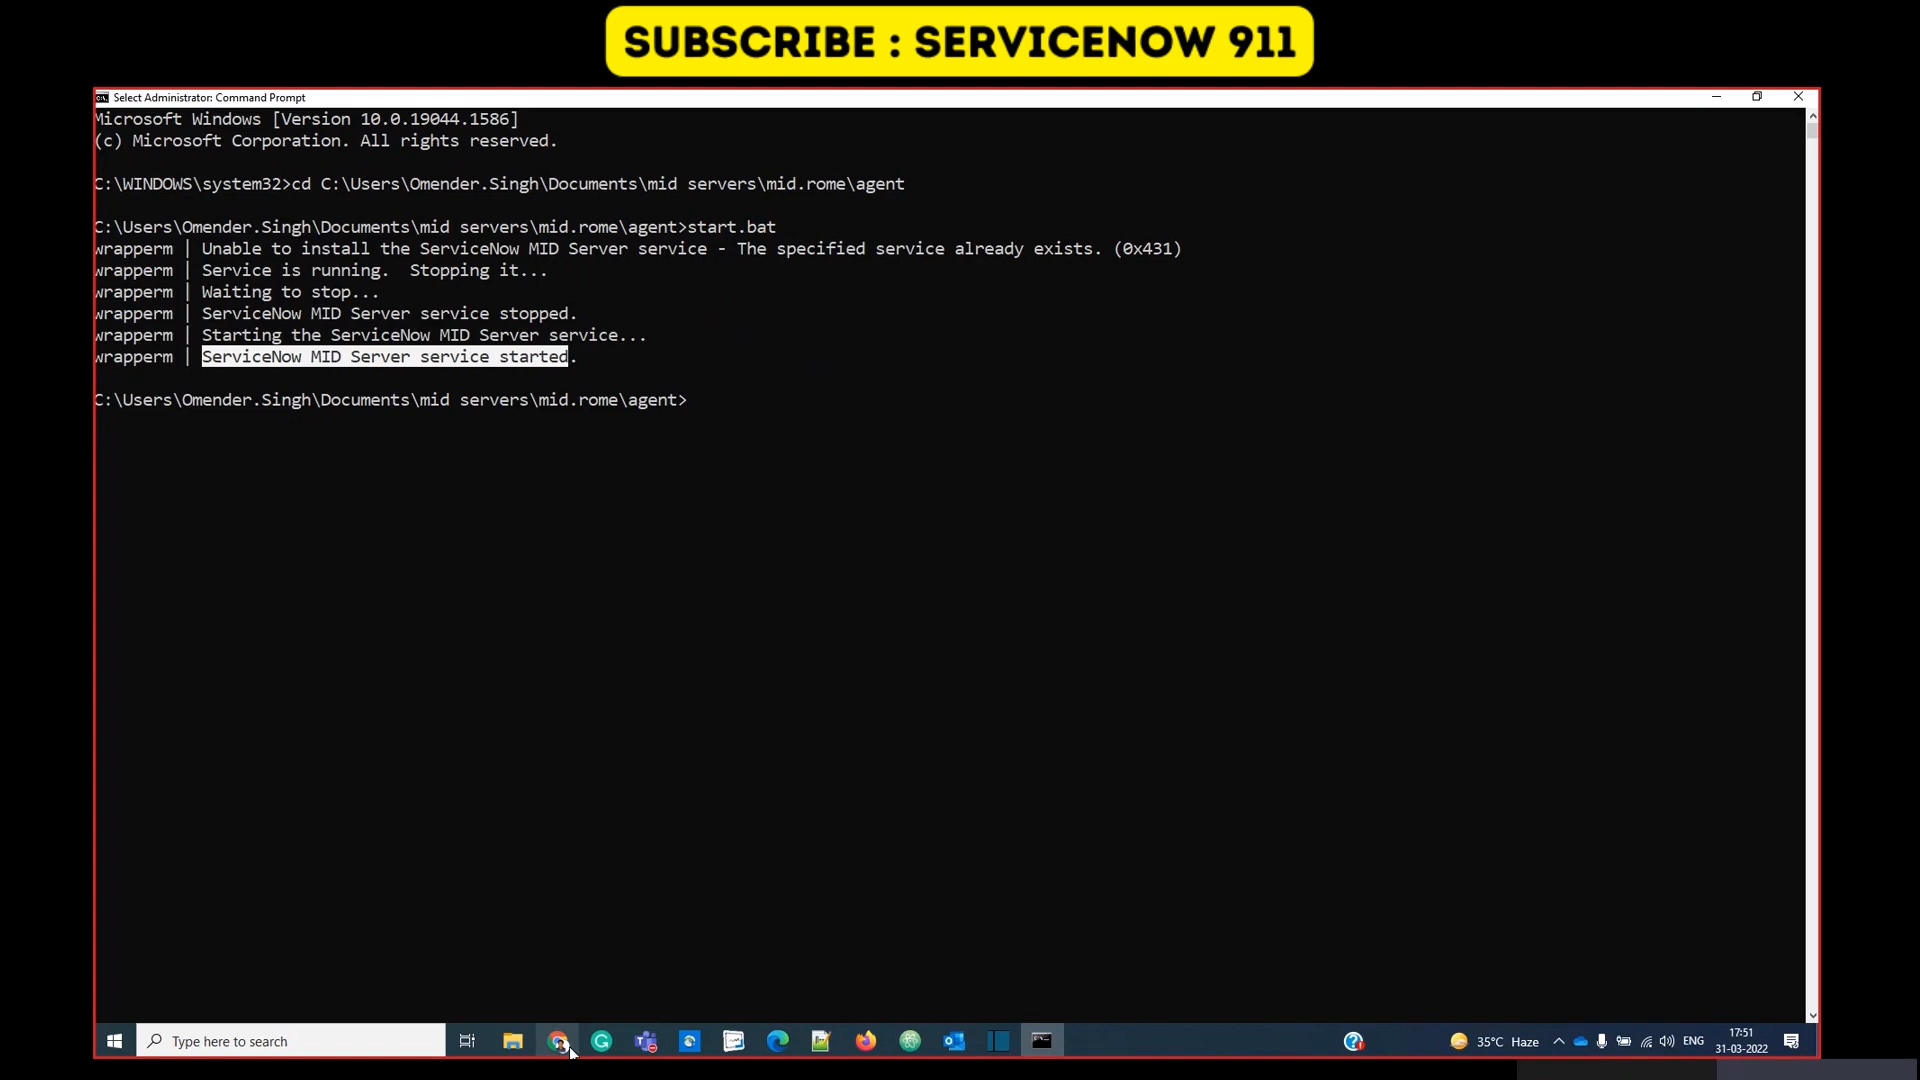 SUBSCRIBE : SERVICENOW 911
Select Administrator: Command Prompt
Microsoft Windows [Version 10.0.19044.1586]
(c) Microsoft Corporation. All rights reserved.
C:\WINDOWS\system32>cd C:\Users\Omender.Singh\Documents\mid servers\mid.rome\agent
C:\Users\Omender.Singh\Documents\mid servers\mid.rome\agent>start.bat
wrapperm | Unable to install the ServiceNow MID Server service - The specified service already exists. (0x431)
wrapperm | Service is running.  Stopping it...
wrapperm | Waiting to stop...
wrapperm | ServiceNow MID Server service stopped.
wrapperm | Starting the ServiceNow MID Server service...
wrapperm | ServiceNow MID Server service started.
C:\Users\Omender.Singh\Documents\mid servers\mid.rome\agent>
Type here to search
35°C Haze
ENG
17:51
31-03-2022